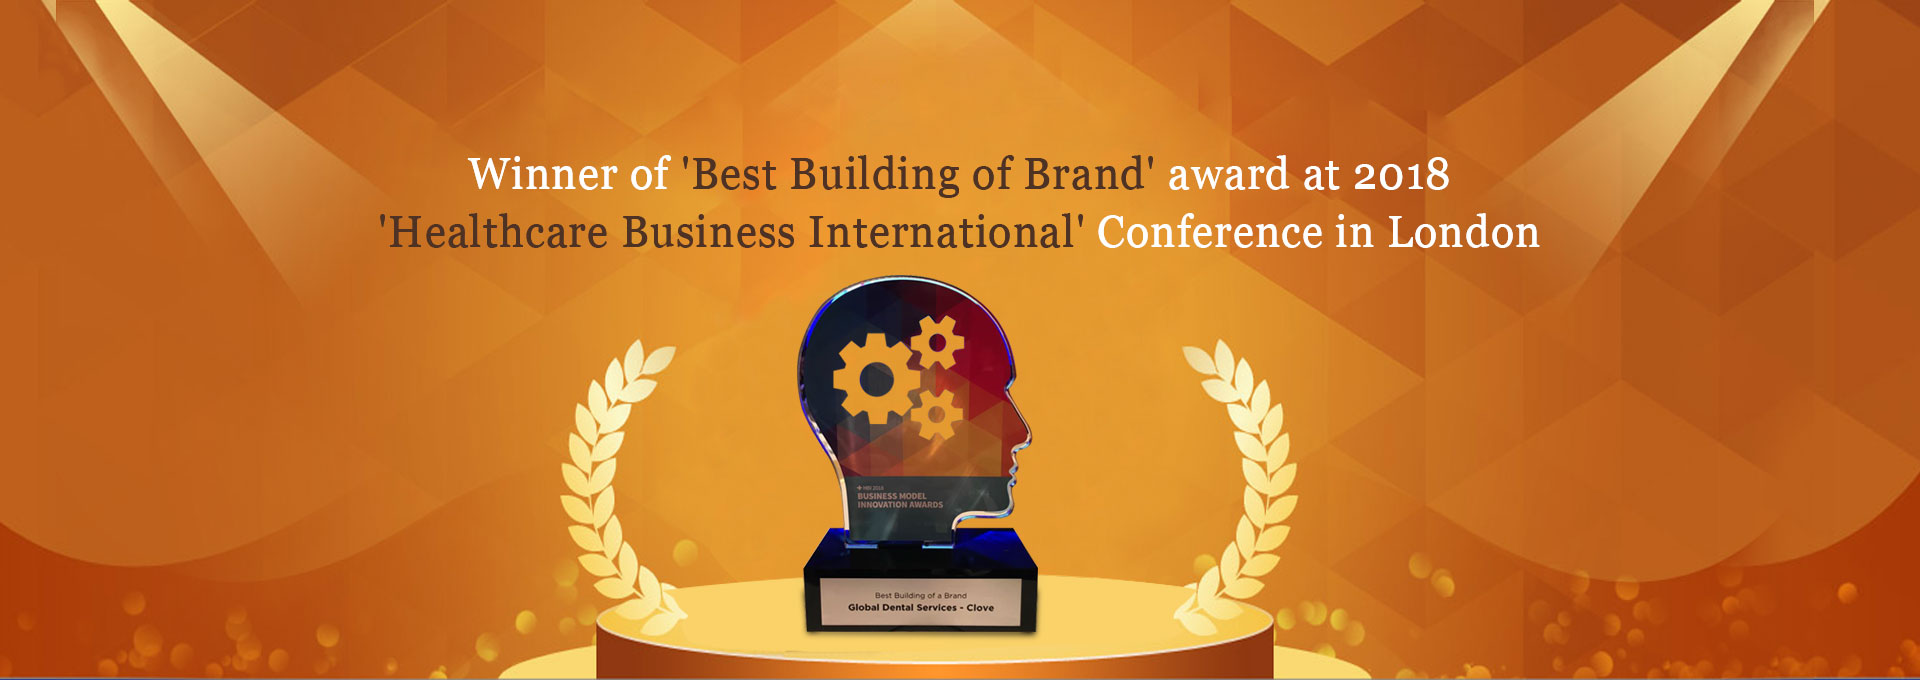 Winner of 'Best Building of Brand' award at 2018
'Healthcare Business International' Conference in London
BUSINESS MODEL
INNOVATION AWARDS
Best Building of a Brand
Global Dental Services - Clove